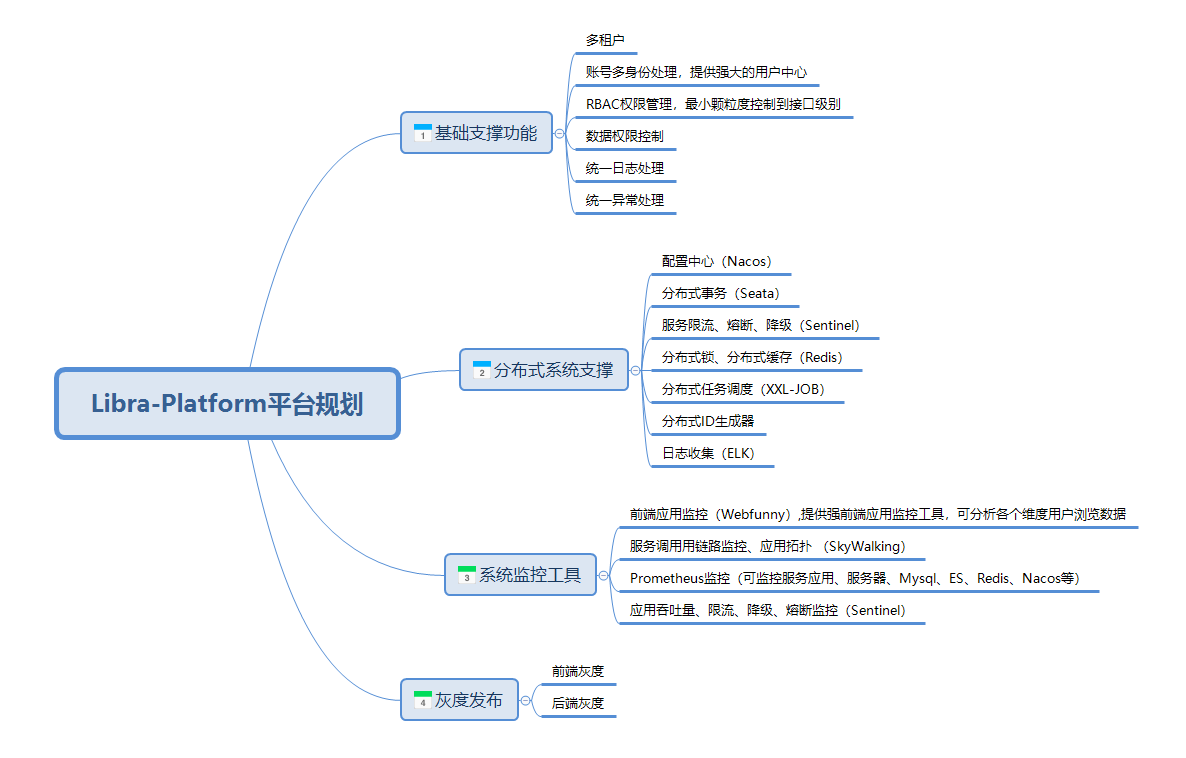 Libra-Platform平台规划
1 基础支撑功能
多租户
账号多身份处理，提供强大的用户中心
RBAC权限管理，最小颗粒度控制到接口级别
数据权限控制
统一日志处理
统一异常处理
2 分布式系统支撑
配置中心（Nacos）
分布式事务（Seata）
服务限流、熔断、降级（Sentinel）
分布式锁、分布式缓存（Redis）
分布式任务调度（XXL-JOB）
分布式ID生成器
日志收集（ELK）
3 系统监控工具
前端应用监控（Webfunny）,提供强前端应用监控工具，可分析各个维度用户浏览数据
服务调用用链路监控、应用拓扑 （SkyWalking）
Prometheus监控（可监控服务应用、服务器、Mysql、ES、Redis、Nacos等）
应用吞吐量、限流、降级、熔断监控（Sentinel）
4 灰度发布
前端灰度
后端灰度